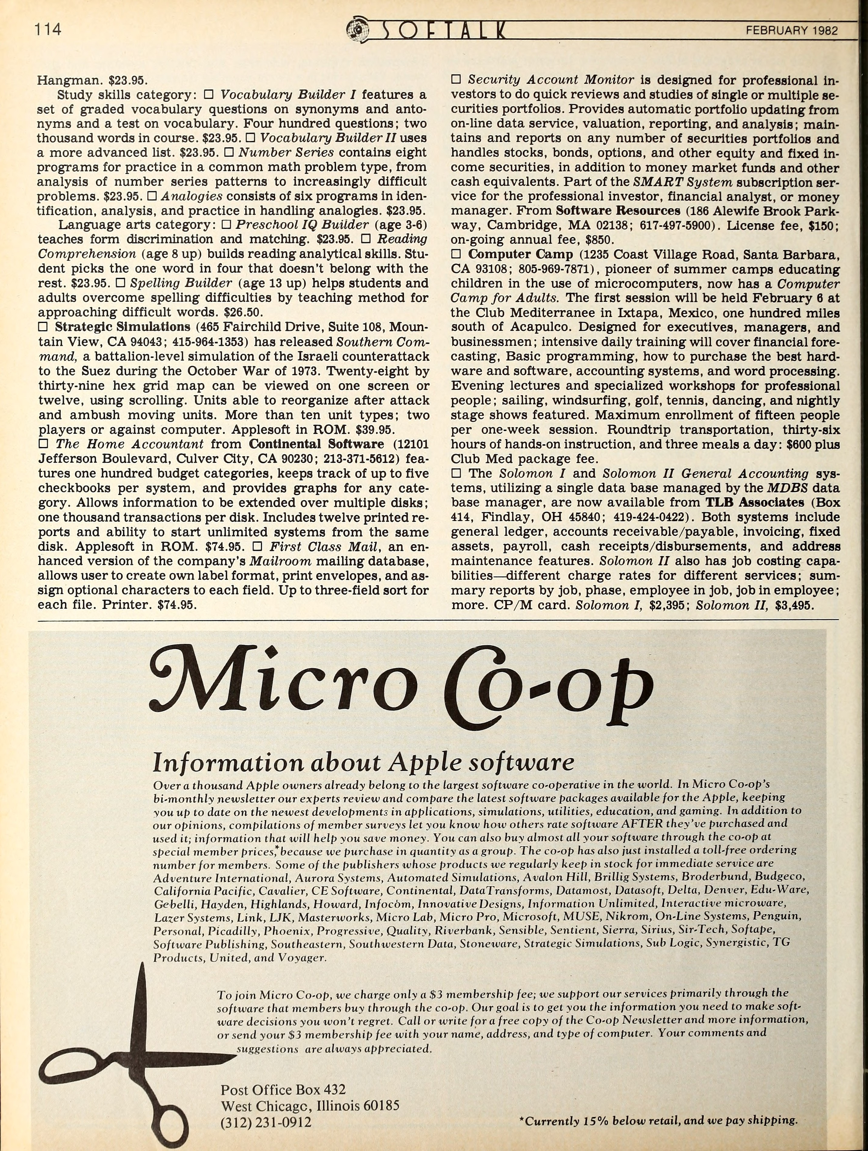 114
SOFTALK
FEBRUARY 1982
Hangman. $23.95.
Study skills category: □ Vocabulary Builder I features a
set of graded vocabulary questions on synonyms and anto-
nyms and a test on vocabulary. Four hundred questions; two
thousand words in course. $23.95. □ Vocabulary Builder II uses
a more advanced list. $23.95. □ Number Series contains eight
programs for practice in a common math problem type, from
analysis of number series patterns to increasingly difficult
problems. $23.95. □ Analogies consists of six programs in iden-
tification, analysis, and practice in handling analogies. $23.95.
Language arts category: □ Preschool IQ Builder (age 3-6)
teaches form discrimination and matching. $23.95. □ Reading
Comprehension (age 8 up) builds reading analytical skills. Stu-
dent picks the one word in four that doesn't belong with the
rest. $23.95. □ Spelling Builder (age 13 up) helps students and
adults overcome spelling difficulties by teaching method for
approaching difficult words. $26.50.
□ Strategic Simulations (465 Fairchild Drive, Suite 108, Moun-
tain View, CA 94043; 415-964-1353) has released Southern Com-
mand, a battalion-level simulation of the Israeli counterattack
to the Suez during the October War of 1973. Twenty-eight by
thirty-nine hex grid map can be viewed on one screen or
twelve, using scrolling. Units able to reorganize after attack
and ambush moving units. More than ten unit types; two
players or against computer. Applesoft in ROM. $39.95.
□ The Home Accountant from Continental Software (12101
Jefferson Boulevard, Culver City, CA 90230; 213-371-5612) fea-
tures one hundred budget categories, keeps track of up to five
checkbooks per system, and provides graphs for any cate-
gory. Allows information to be extended over multiple disks;
one thousand transactions per disk. Includes twelve printed re-
ports and ability to start unlimited systems from the same
disk. Applesoft in ROM. $74.95. □ First Class Mail, an en-
hanced version of the company's Mailroom mailing database,
allows user to create own label format, print envelopes, and as-
sign optional characters to each field. Up to three-field sort for
each file. Printer. $74.95.
□ Security Account Monitor is designed for professional in-
vestors to do quick reviews and studies of single or multiple se-
curities portfolios. Provides automatic portfolio updating from
on-line data service, valuation, reporting, and analysis; main-
tains and reports on any number of securities portfolios and
handles stocks, bonds, options, and other equity and fixed in-
come securities, in addition to money market funds and other
cash equivalents. Part of the SMART System subscription ser-
vice for the professional investor, financial analyst, or money
manager. From Software Resources (186 Alewife Brook Park-
way, Cambridge, MA 02138; 617-497-5900). License fee, $150;
on-going annual fee, $850.
□ Computer Camp (1235 Coast Village Road, Santa Barbara,
CA 93108; 805-969-7871), pioneer of summer camps educating
children in the use of microcomputers, now has a Computer
Camp for Adults. The first session will be held February 6 at
the Club Mediterranee in Ixtapa, Mexico, one hundred miles
south of Acapulco. Designed for executives, managers, and
businessmen; intensive daily training will cover financial fore-
casting, Basic programming, how to purchase the best hard-
ware and software, accounting systems, and word processing.
Evening lectures and specialized workshops for professional
people; sailing, windsurfing, golf, tennis, dancing, and nightly
stage shows featured. Maximum enrollment of fifteen people
per one-week session. Roundtrip transportation, thirty-six
hours of hands-on instruction, and three meals a day: $600 plus
Club Med package fee.
□ The Solomon I and Solomon II General Accounting sys-
tems, utilizing a single data base managed by the MDBS data
base manager, are now available from TLB Associates (Box
414, Findlay, OH 45840; 419-424-0422). Both systems include
general ledger, accounts receivable/payable, invoicing, fixed
assets, payroll, cash receipts/disbursements, and address
maintenance features. Solomon II also has job costing capa-
bilities—different charge rates for different services; sum-
mary reports by job, phase, employee in job, job in employee;
more. CP/M card. Solomon I, $2,395; Solomon II, $3,495.
Micro Co-op
Information about Apple software
Over a thousand Apple owners already belong to the largest software co-operative in the world. In Micro Co-op's
bi-monthly newsletter our experts review and compare the latest software packages available for the Apple, keeping
you up to date on the newest developments in applications, simulations, utilities, education, and gaming. In addition to
our opinions, compilations of member surveys let you know how others rate software AFTER they've purchased and
used it; information that will help you save money. You can also buy almost all your software through the co-op at
special member prices,* because we purchase in quantity as a group. The co-op has also just installed a toll-free ordering
number for members. Some of the publishers whose products we regularly keep in stock for immediate service are
Adventure International, Aurora Systems, Automated Simulations, Avalon Hill, Brillig Systems, Broderbund, Budgeco,
California Pacific, Cavalier, CE Software, Continental, DataTransforms, Datamost, Datasoft, Delta, Denver, Edu-Ware,
Gebelli, Hayden, Highlands, Howard, Infocom, Innovative Designs, Information Unlimited, Interactive microware,
Lazer Systems, Link, LJK, Masterworks, Micro Lab, Micro Pro, Microsoft, MUSE, Nikrom, On-Line Systems, Penguin,
Personal, Picadilly, Phoenix, Progressive, Quality, Riverbank, Sensible, Sentient, Sierra, Sirius, Sir-Tech, Softape,
Software Publishing, Southeastern, Southwestern Data, Stoneware, Strategic Simulations, Sub Logic, Synergistic, TG
Products, United, and Voyager.
To join Micro Co-op, we charge only a $3 membership fee; we support our services primarily through the
software that members buy through the co-op. Our goal is to get you the information you need to make soft-
ware decisions you won't regret. Call or write for a free copy of the Co-op Newsletter and more information,
or send your $3 membership fee with your name, address, and type of computer. Your comments and
suggestions are always appreciated.
Post Office Box 432
West Chicago, Illinois 60185
(312) 231-0912
*Currently 15% below retail, and we pay shipping.